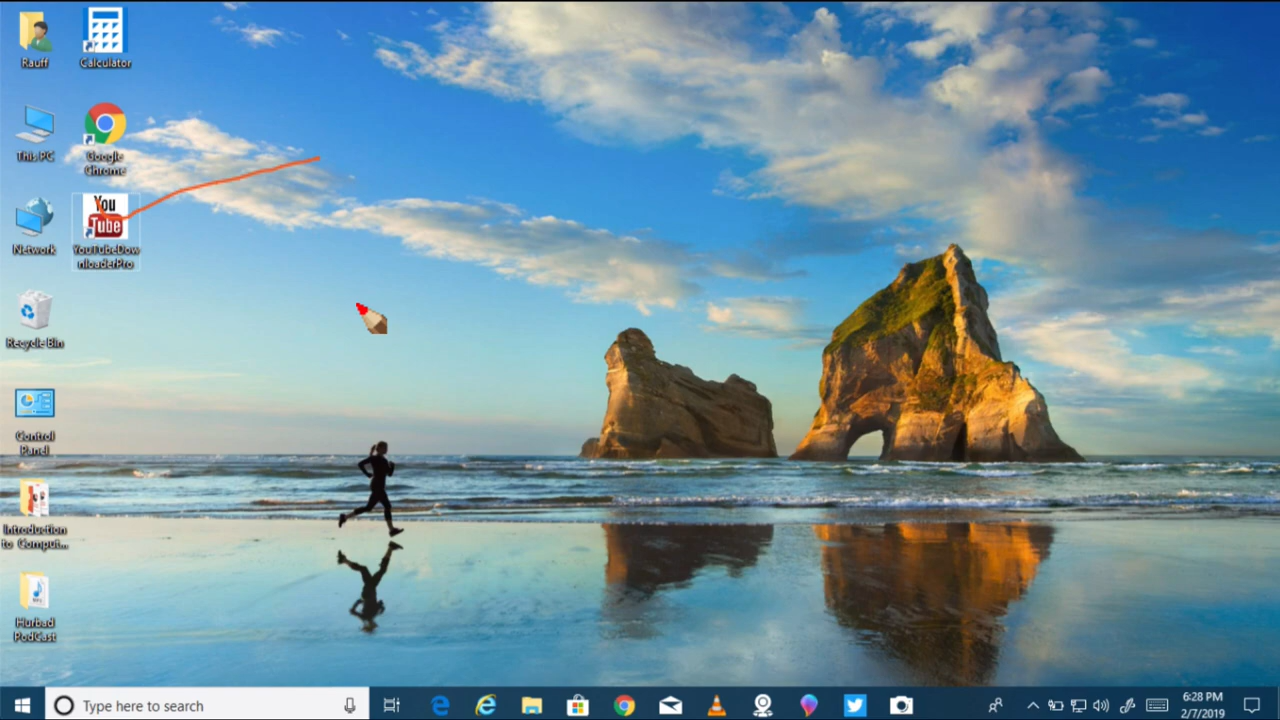 Rauff
Calculator
This PC
Google
Chrome
You
Tube
Network
YouTubeDow
nloaderPro
Recycle Bin
Control
Panel
Introduction
to Comput...
Hurbad
PodCast
Type here to search
6:28 PM
2/7/2019